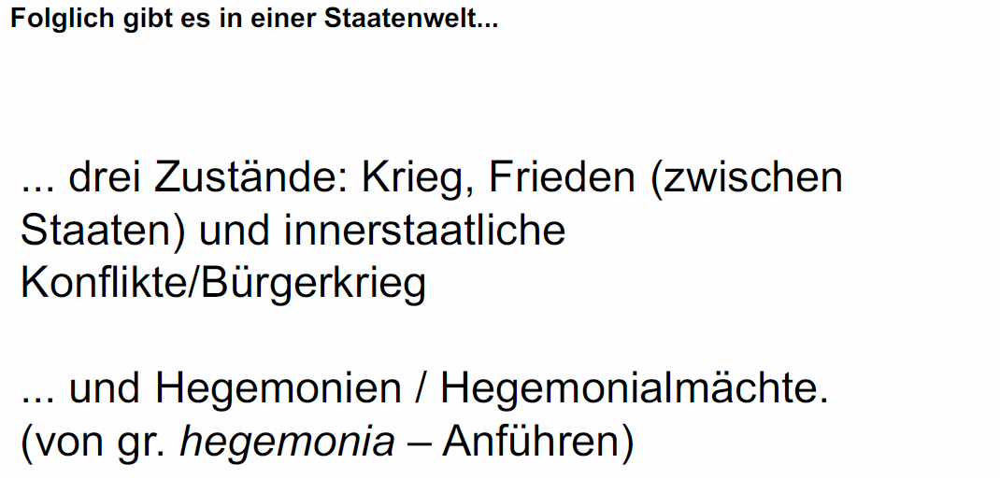 Folglich gibt es in einer Staatenwelt...
... drei Zustände: Krieg, Frieden (zwischen
Staaten) und innerstaatliche
Konflikte/Bürgerkrieg
... und Hegemonien / Hegemonialmächte.
(von gr. hegemonia – Anführen)